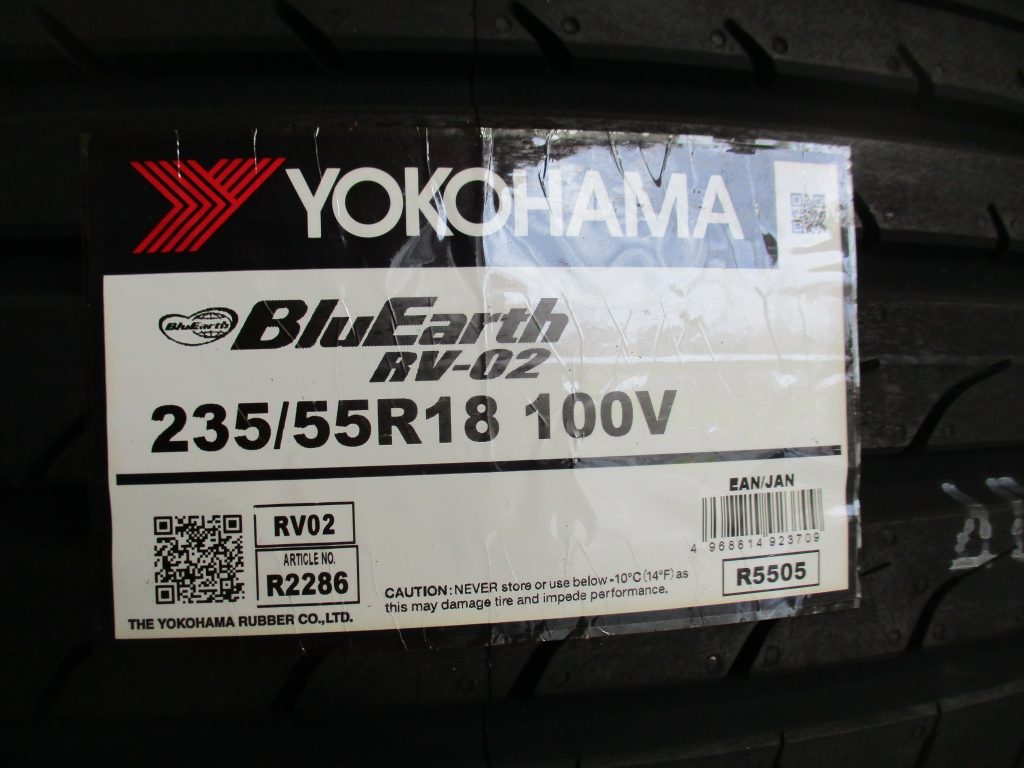 YOKOHAMA
BluEarth
BluEarth
RV-02
235/55R18 100V
EAN/JAN
4 968814 923709
RV02
ARTICLE NO.
R2286
R5505
CAUTION: NEVER store or use below -10°C (14°F) as
this may damage tire and impede performance.
THE YOKOHAMA RUBBER CO.,LTD.